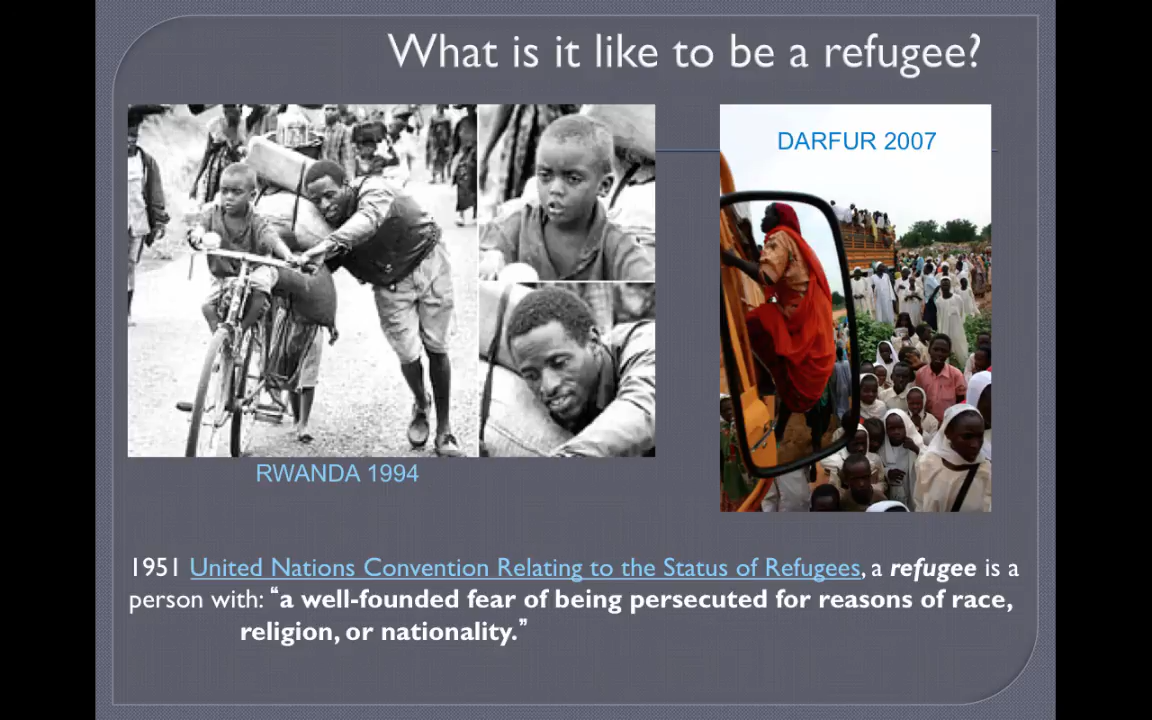 What is it like to be a refugee?
DARFUR 2007
RWANDA 1994
1951 United Nations Convention Relating to the Status of Refugees, a refugee is a
person with: “a well-founded fear of being persecuted for reasons of race,
religion, or nationality.”